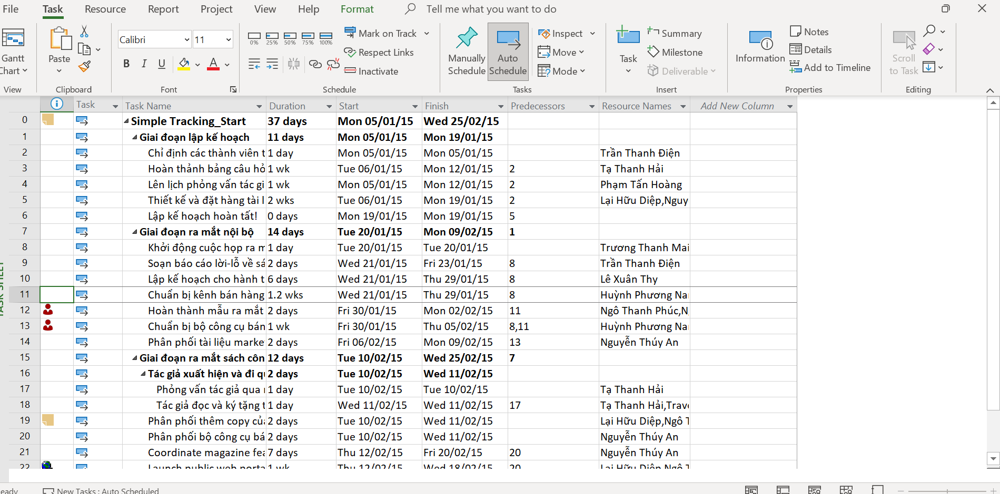 File Task Resource Report Project View Help Format Tell me what you want to do
Gantt Chart
View
Paste
Clipboard
Calibri 11
B I U A
Font
0% 25% 50% 75% 100%
Mark on Track
Respect Links
Inactivate
Schedule
Manually Schedule
Auto Schedule
Inspect
Move
Mode
Tasks
Task
Summary
Milestone
Deliverable
Insert
Information
Notes
Details
Add to Timeline
Properties
Scroll to Task
Editing
Task Task Name Duration Start Finish Predecessors Resource Names Add New Column
0 Simple Tracking_Start 37 days Mon 05/01/15 Wed 25/02/15
1 Giai đoạn lập kế hoạch 11 days Mon 05/01/15 Mon 19/01/15
2 Chỉ định các thành viên t 1 day Mon 05/01/15 Mon 05/01/15 Trần Thanh Điện
3 Hoàn thảnh bảng câu hỏ 1 wk Tue 06/01/15 Mon 12/01/15 2 Tạ Thanh Hải
4 Lên lịch phỏng vấn tác gi 1 wk Mon 05/01/15 Mon 12/01/15 2 Phạm Tấn Hoàng
5 Thiết kế và đặt hàng tài l 2 wks Tue 06/01/15 Mon 19/01/15 2 Lại Hữu Diệp,Nguy
6 Lập kế hoạch hoàn tất! 0 days Mon 19/01/15 Mon 19/01/15 5
7 Giai đoạn ra mắt nội bộ 14 days Tue 20/01/15 Mon 09/02/15 1
8 Khởi động cuộc họp ra m 1 day Tue 20/01/15 Tue 20/01/15 Trương Thanh Mai
9 Soạn báo cáo lời-lỗ về sá 2 days Wed 21/01/15 Fri 23/01/15 8 Trần Thanh Điện
10 Lập kế hoạch cho hành t 6 days Wed 21/01/15 Thu 29/01/15 8 Lê Xuân Thy
11 Chuẩn bị kênh bán hàng 1.2 wks Wed 21/01/15 Thu 29/01/15 8 Huỳnh Phương Na
12 Hoàn thành mẫu ra mắt 2 days Fri 30/01/15 Mon 02/02/15 11 Ngô Thanh Phúc,N
13 Chuẩn bị bộ công cụ bán 1 wk Fri 30/01/15 Thu 05/02/15 8,11 Huỳnh Phương Na
14 Phân phối tài liệu marke 2 days Fri 06/02/15 Mon 09/02/15 13 Nguyễn Thúy An
15 Giai đoạn ra mắt sách côn 12 days Tue 10/02/15 Wed 25/02/15 7
16 Tác giả xuất hiện và đi qu 2 days Tue 10/02/15 Wed 11/02/15
17 Phỏng vấn tác giả qua 1 day Tue 10/02/15 Tue 10/02/15 Tạ Thanh Hải
18 Tác giả đọc và ký tặng t 1 day Wed 11/02/15 Wed 11/02/15 17 Tạ Thanh Hải,Trave
19 Phân phối thêm copy củ 2 days Tue 10/02/15 Wed 11/02/15 Lại Hữu Diệp,Ngô T
20 Phân phối bộ công cụ bá 2 days Tue 10/02/15 Wed 11/02/15 Nguyễn Thúy An
21 Coordinate magazine fea 7 days Thu 12/02/15 Fri 20/02/15 20 Nguyễn Thúy An
22 Launch public web porta 1 wk Thu 12/02/15 Wed 18/02/15 20 Lại Hữu Diệp,Ngô T
eady New Tasks : Auto Scheduled